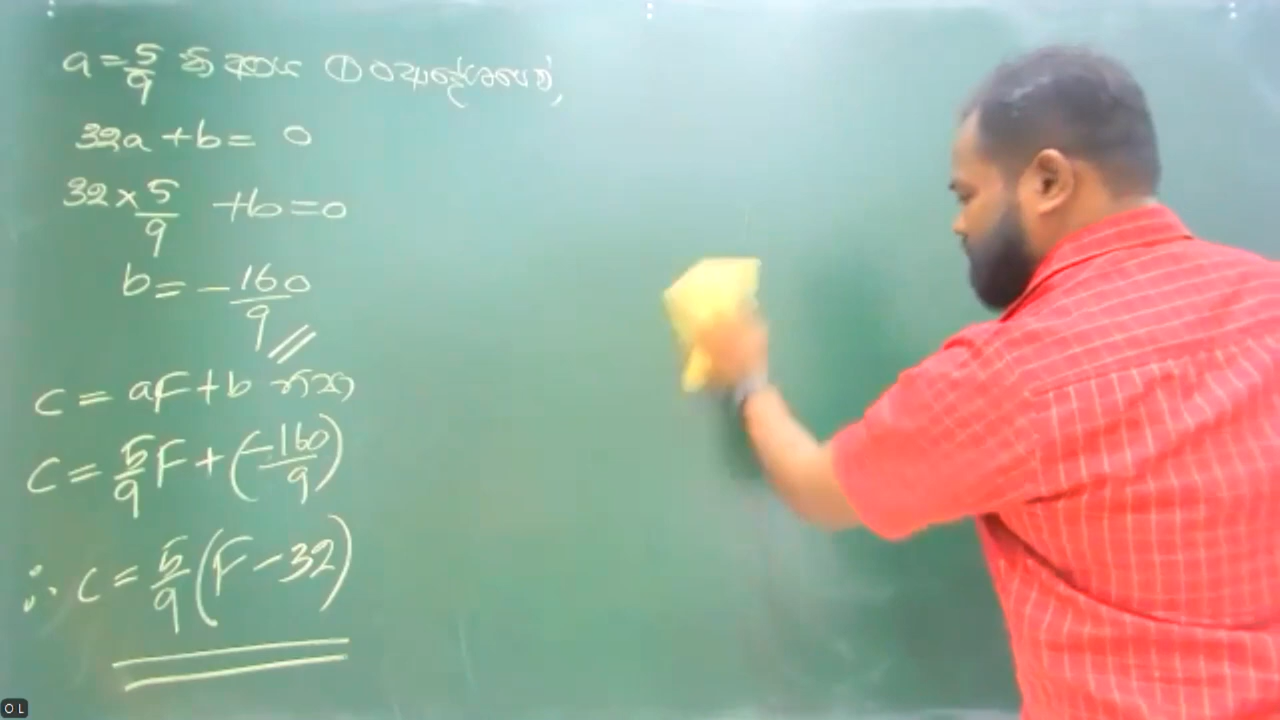 a = 5/9 හි අගය ① ට ආදේශයෙන්,
32a + b = 0
32 × 5/9 + b = 0
b = - 160/9
C = aF + b නිසා
C = 5/9 F + (-160/9)
∴ C = 5/9 (F - 32)
OL